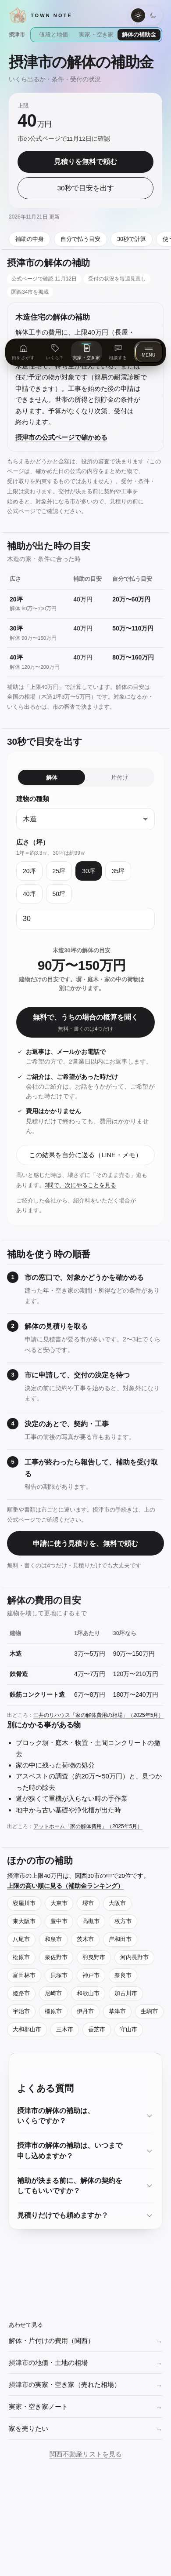 TOWN NOTE
摂津市
段段と地価
実家・空き家
解体の補助金
摂津市の解体の補助金
いくら出るか・条件・受付の状況
上限
40万円
市の公式ページで11月12日に確認
見積りを無料で頼む
30秒で目安を出す
2026年11月21日 更新
補助の中身
自分で払う目安
30秒で計算
摂津市の解体の補助
公式ページで確認 11月12日
受付の状況を毎週見直し
関西34市を掲載
木造住宅の解体の補助
解体工事の費用に、上限40万円（長屋・
街をさがす
いくら？
実家・空き家
相談する
MENU
住む予定の物が対象です（簡易の耐震診断で
申請できます）。工事を始めた後の申込は
できません。世帯の所得と預貯金の条件が
あります。予算がなくなり次第、受付は
終わります。
摂津市の公式ページで確かめる
もらえるかどうかと金額は、役所の審査で決まります（この
ページは、確かめた日の公式の内容をまとめた物で、
受け取りを約束するものではありません）。受付・条件・
上限は変わります。交付が決まる前に契約や工事を
すると、対象外になる市が多いので、見積りの前に
公式ページでご確認ください。
補助が出た時の目安
木造の家・条件に合った時
広さ
補助の目安
自分で払う目安
20坪
解体 60万〜100万円
40万円
20万〜60万円
30坪
解体 90万〜150万円
40万円
50万〜110万円
40坪
解体 120万〜200万円
40万円
80万〜160万円
補助は「上限40万円」で計算しています。解体の目安は
全国の相場（木造1坪3万〜5万円）です。対象になるか・
いくら出るかは、市の審査で決まります。
30秒で目安を出す
解体
片付け
建物の種類
木造
広さ（坪）
1坪＝約3.3㎡。30坪は約99㎡
20坪
25坪
30坪
35坪
40坪
50坪
30
木造30坪の解体の目安
90万〜150万円
建物だけの目安です。塀・庭木・家の中の荷物は
別にかかります。
無料で、うちの場合の概算を聞く
無料・書くのは4つだけ
お返事は、メールかお電話で
ご希望の方で、2営業日以内にお返事します。
ご紹介は、ご希望があった時だけ
会社のご紹介は、お話をうかがって、ご希望が
あった時だけです。
費用はかかりません
見積りだけで終わっても、費用はかかりませ
ん。
この結果を自分に送る（LINE・メモ）
高いと感じた時は、壊さずに「そのまま売る」道も
あります。3問で、次にやることを見る
ご紹介した会社から、紹介料をいただく場合が
あります。
補助を使う時の順番
1
市の窓口で、対象かどうかを確かめる
建った年・空き家の期間・所得などの条件があり
ます。
2
解体の見積りを取る
申請に見積書が要る市が多いです。2〜3社でくら
べると安心です。
3
市に申請して、交付の決定を待つ
決定の前に契約や工事を始めると、対象外になり
ます。
4
決定のあとで、契約・工事
工事の前後の写真が要る市もあります。
5
工事が終わったら報告して、補助を受け取
る
報告の期限があります。
順番や書類は市ごとに違います。摂津市の手続きは、上の
公式ページでご確認ください。
申請に使う見積りを、無料で頼む
無料・書くのは4つだけ・見積りだけでも大丈夫です
解体の費用の目安
建物を壊して更地にするまで
建物
1坪あたり
30坪なら
木造
3万〜5万円
90万〜150万円
鉄骨造
4万〜7万円
120万〜210万円
鉄筋コンクリート造
6万〜8万円
180万〜240万円
出どころ：三井のリハウス「家の解体費用の相場」（2025年5月）
別にかかる事がある物
ブロック塀・庭木・物置・土間コンクリートの撤
去
家の中に残った荷物の処分
アスベストの調査（約20万〜50万円）と、見つかっ
た時の除去
道が狭くて重機が入らない時の手作業
地中から古い基礎や浄化槽が出た時
出どころ：アットホーム「家の解体費用」（2025年5月）
ほかの市の補助
摂津市の上限40万円は、関西30市の中で20位です。
上限の高い順に見る（補助金ランキング）
寝屋川市
大東市
堺市
大阪市
東大阪市
豊中市
高槻市
枚方市
八尾市
和泉市
茨木市
岸和田市
松原市
泉佐野市
羽曳野市
河内長野市
富田林市
貝塚市
神戸市
奈良市
姫路市
尼崎市
和歌山市
加古川市
宇治市
橿原市
伊丹市
草津市
生駒市
大和郡山市
三木市
香芝市
守山市
よくある質問
摂津市の解体の補助は、
いくらですか？
摂津市の解体の補助は、いつまで
申し込めますか？
補助が決まる前に、解体の契約を
してもいいですか？
見積りだけでも頼めますか？
あわせて見る
解体・片付けの費用（関西）
摂津市の地価・土地の相場
摂津市の実家・空き家（売れた相場）
実家・空き家ノート
家を売りたい
関西不動産リストを見る